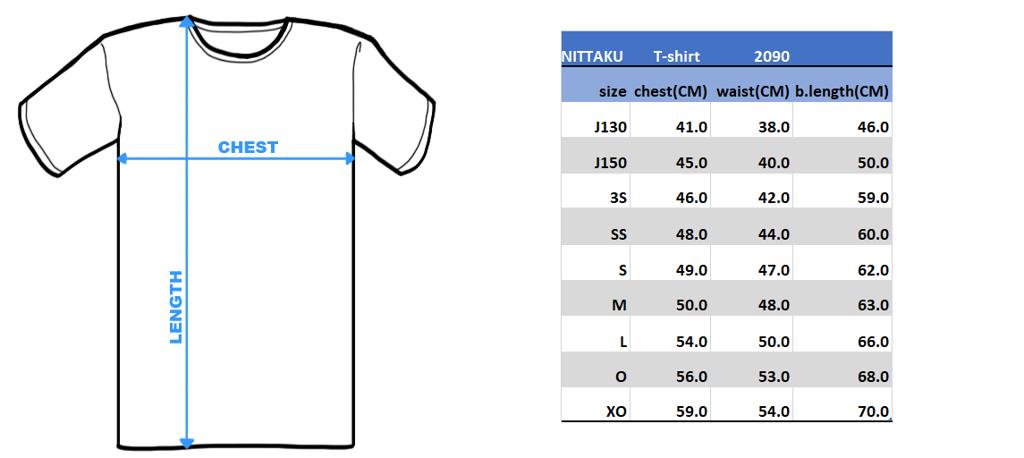 CHEST
LENGTH
NITTAKU T-shirt 2090
size chest(CM) waist(CM) b.length(CM)
J130 41.0 38.0 46.0
J150 45.0 40.0 50.0
3S 46.0 42.0 59.0
SS 48.0 44.0 60.0
S 49.0 47.0 62.0
M 50.0 48.0 63.0
L 54.0 50.0 66.0
O 56.0 53.0 68.0
XO 59.0 54.0 70.0